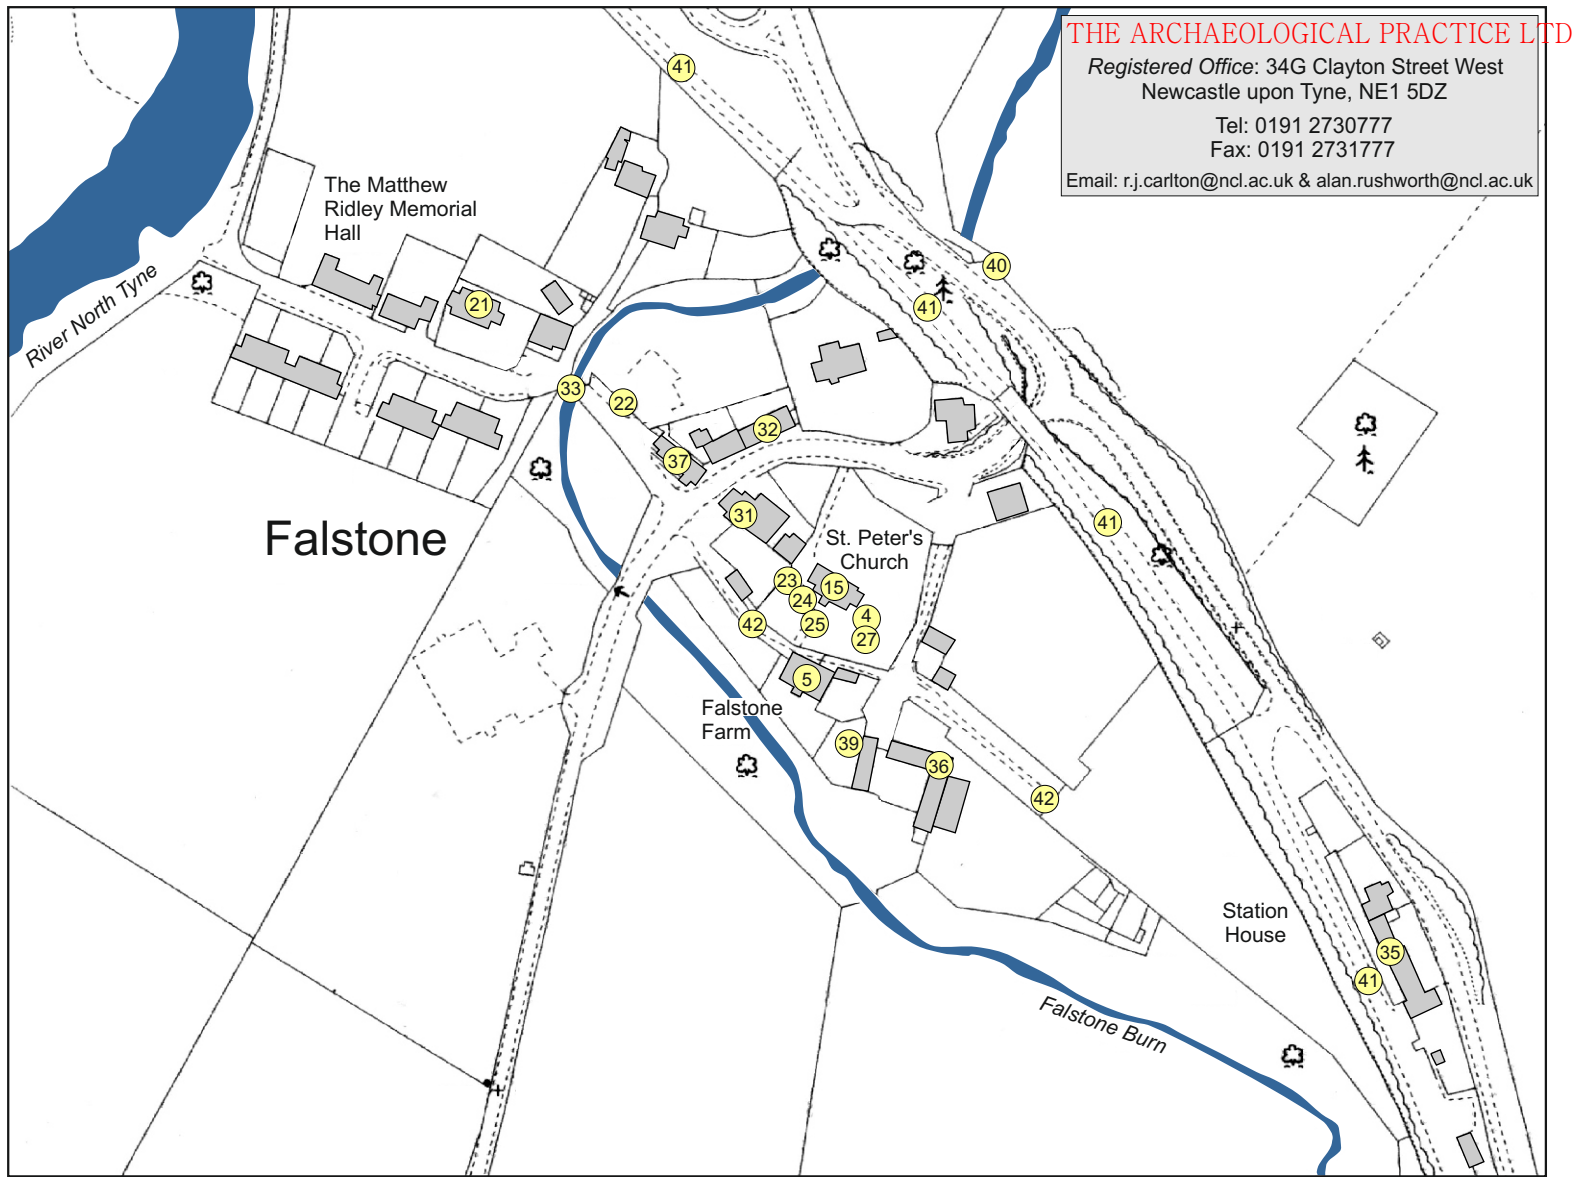 THE ARCHAEOLOGICAL PRACTICE LTD
Registered Office: 34G Clayton Street West
Newcastle upon Tyne, NE1 5DZ
Tel: 0191 2730777
Fax: 0191 2731777
Email: r.j.carlton@ncl.ac.uk & alan.rushworth@ncl.ac.uk
41
The Matthew
Ridley Memorial
Hall
River North Tyne
21
40
41
33
22
32
37
Falstone
31
41
St. Peter's
Church
23
15
24
4
42
25
27
5
Falstone
Farm
39
36
42
Station
House
35
41
Falstone Burn